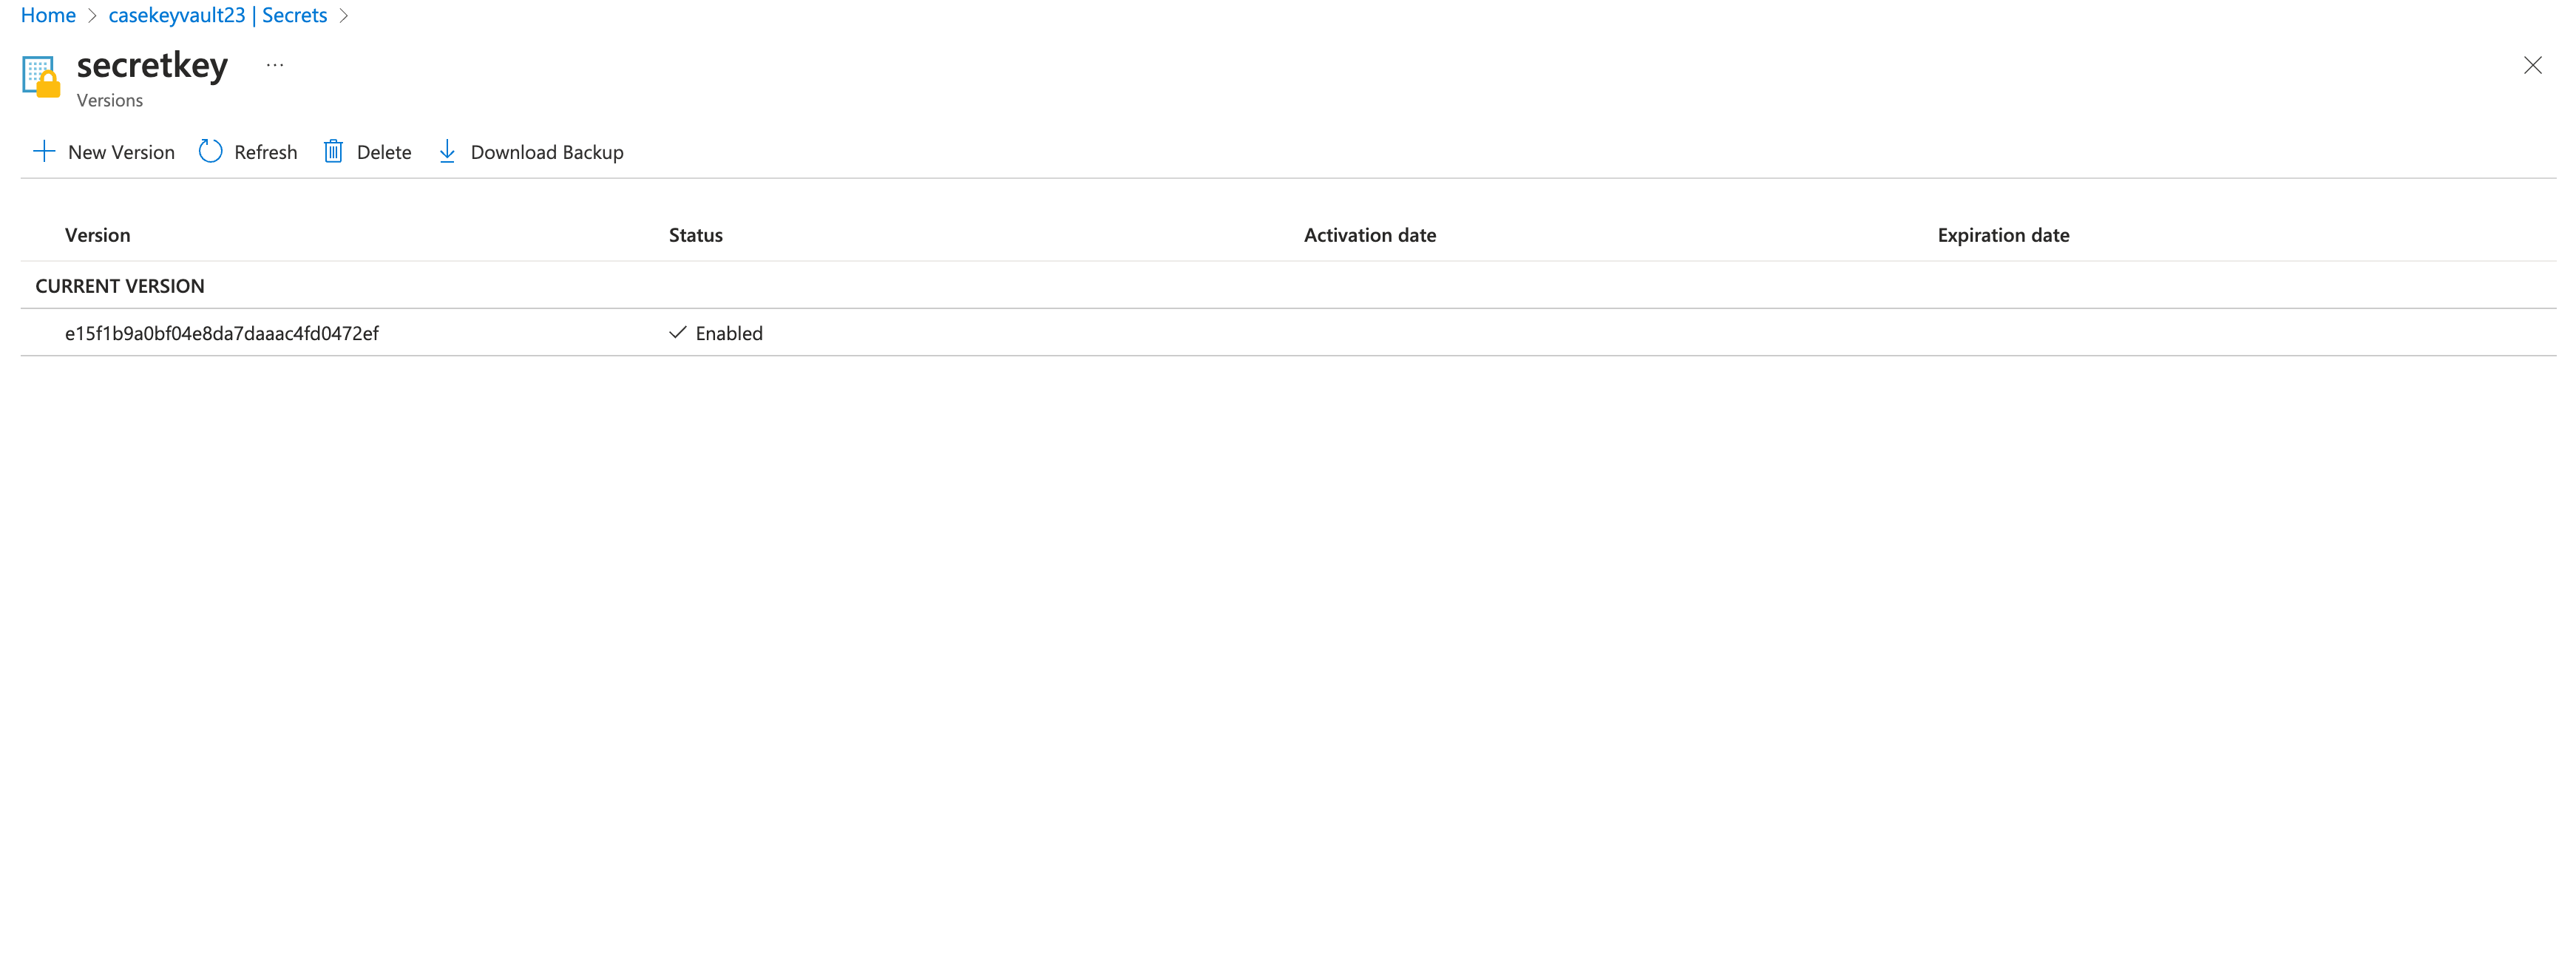 Home > casekeyvault23 | Secrets >
secretkey ...
Versions
New Version Refresh Delete Download Backup
Version Status Activation date Expiration date
CURRENT VERSION
e15f1b9a0bf04e8da7daaac4fd0472ef Enabled